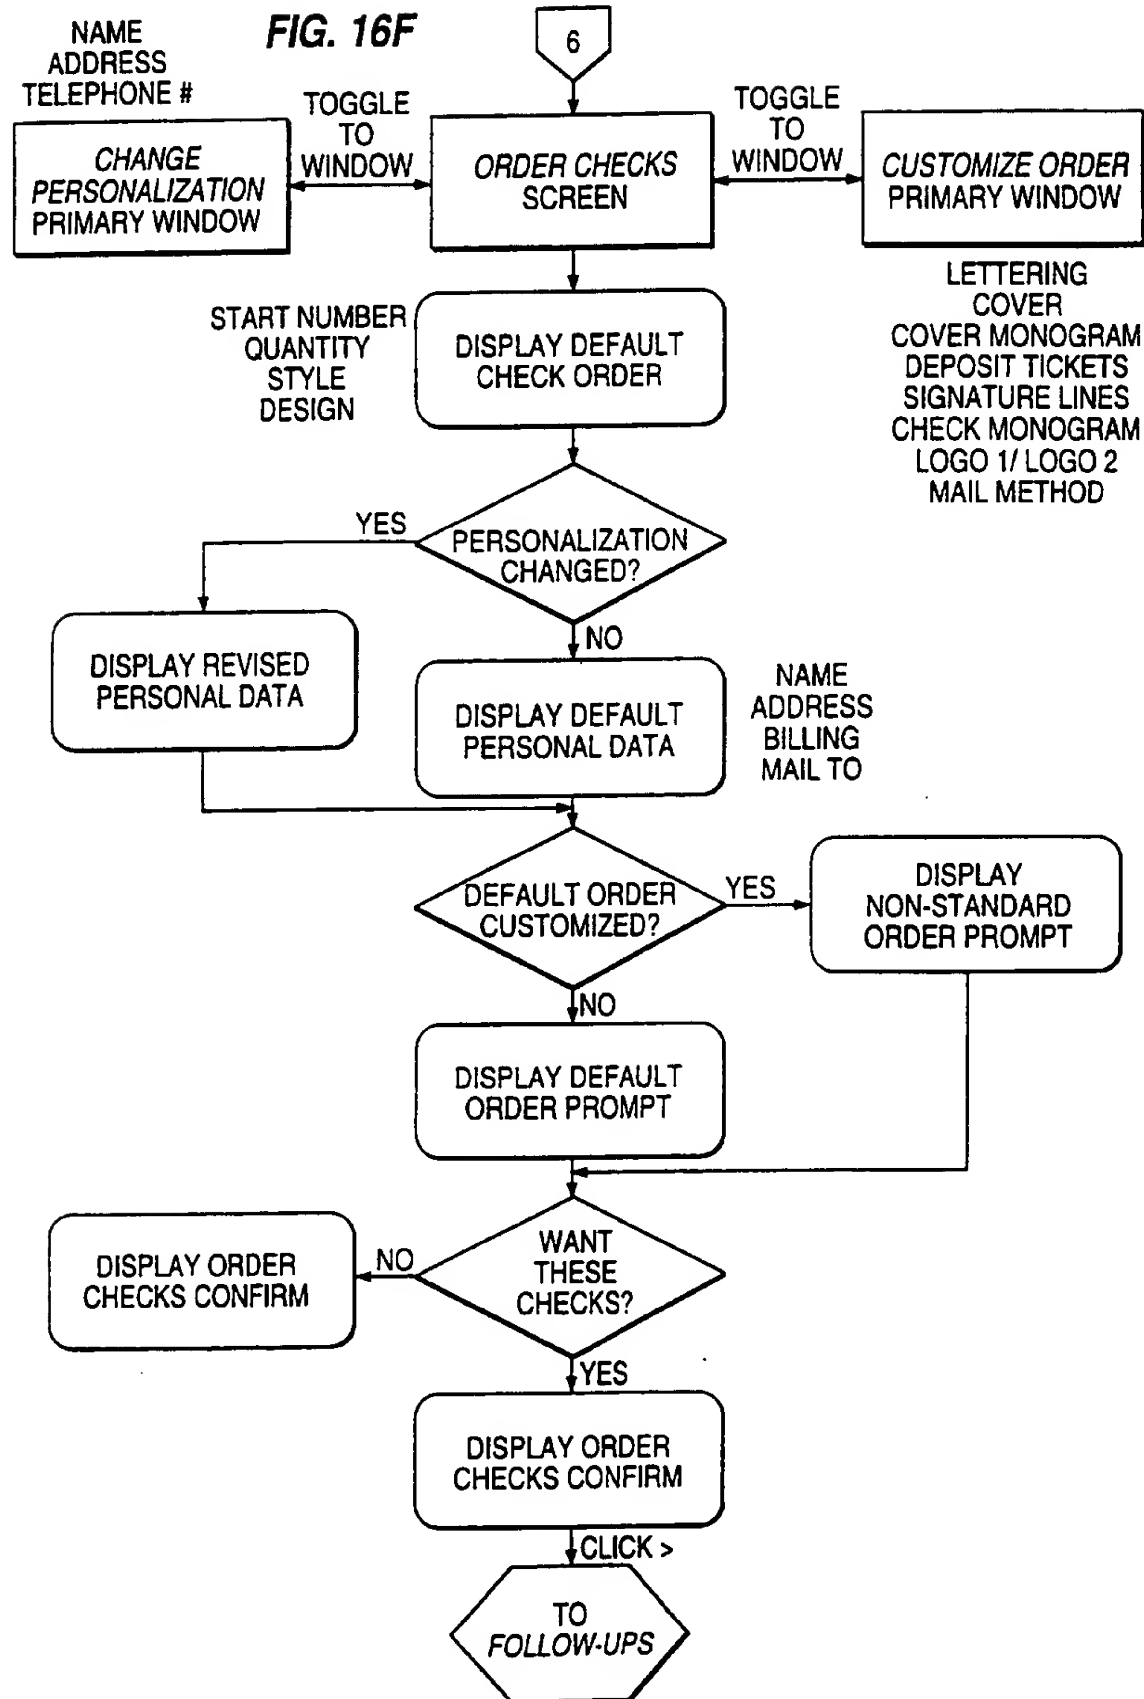 FIG. 16F
6
NAME
ADDRESS
TELEPHONE #
CHANGE
PERSONALIZATION
PRIMARY WINDOW
TOGGLE
TO
WINDOW
ORDER CHECKS
SCREEN
TOGGLE
TO
WINDOW
CUSTOMIZE ORDER
PRIMARY WINDOW
LETTERING
COVER
COVER MONOGRAM
DEPOSIT TICKETS
SIGNATURE LINES
CHECK MONOGRAM
LOGO 1/ LOGO 2
MAIL METHOD
START NUMBER
QUANTITY
STYLE
DESIGN
DISPLAY DEFAULT
CHECK ORDER
PERSONALIZATION
CHANGED?
YES
DISPLAY REVISED
PERSONAL DATA
NO
DISPLAY DEFAULT
PERSONAL DATA
NAME
ADDRESS
BILLING
MAIL TO
DEFAULT ORDER
CUSTOMIZED?
YES
DISPLAY
NON-STANDARD
ORDER PROMPT
NO
DISPLAY DEFAULT
ORDER PROMPT
WANT
THESE
CHECKS?
NO
DISPLAY ORDER
CHECKS CONFIRM
YES
DISPLAY ORDER
CHECKS CONFIRM
CLICK >
TO
FOLLOW-UPS